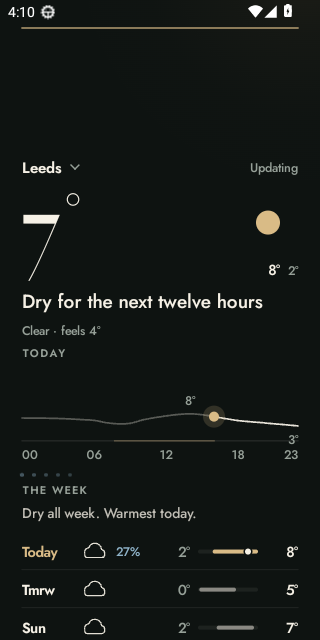 4:10
Leeds
Updating
7°
8° 2°
Dry for the next twelve hours
Clear · feels 4°
TODAY
8°
3°
00 06 12 18 23
THE WEEK
Dry all week. Warmest today.
Today 27% 2° 8°
Tmrw 0° 5°
Sun 2° 7°